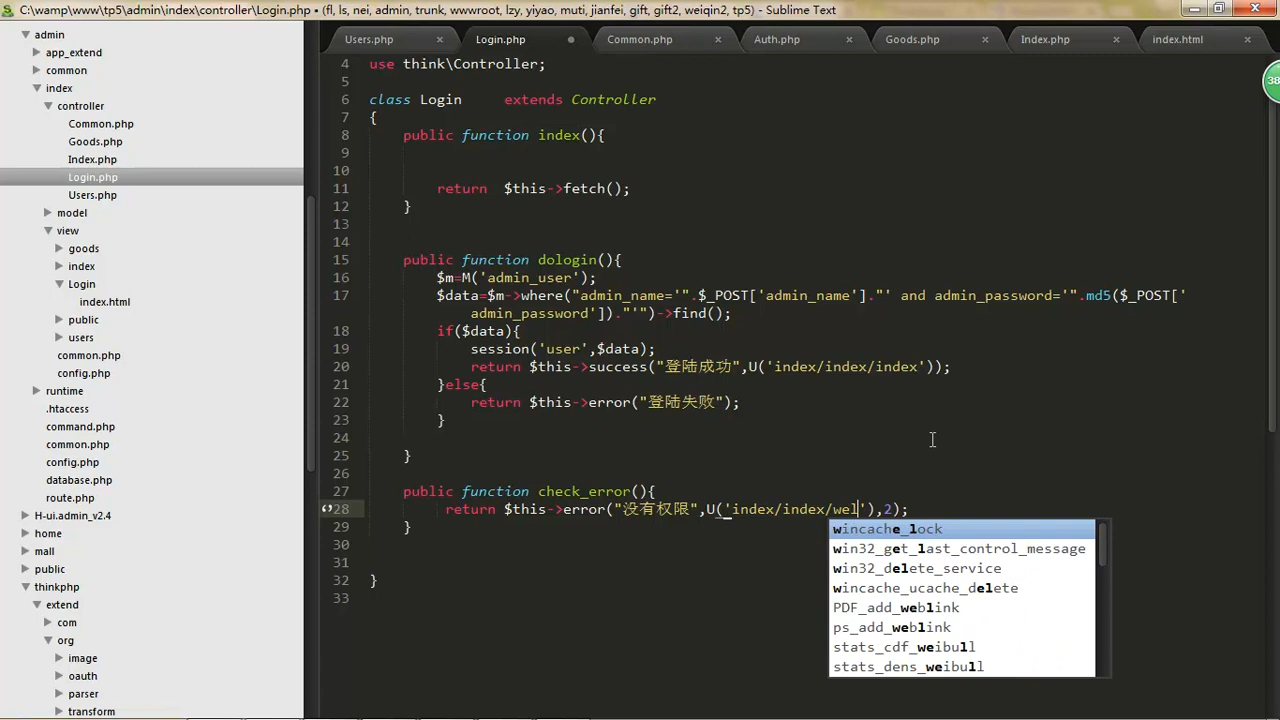 C:\wamp\www\tp5\admin\index\controller\Login.php • (fl, ls, nei, admin, trunk, wwwroot, lzy, yiyao, muti, jianfei, gift, gift2, weiqin2, tp5) - Sublime Text
admin
app_extend
common
index
controller
Common.php
Goods.php
Index.php
Login.php
Users.php
model
view
goods
index
Login
index.html
public
users
common.php
config.php
runtime
.htaccess
command.php
common.php
config.php
database.php
route.php
H-ui.admin_v2.4
home
mall
public
thinkphp
extend
com
org
image
oauth
parser
transform
Users.php × Login.php • Common.php × Auth.php × Goods.php × Index.php × index.html ×
38
4 use think\Controller;
5
6 class Login    extends Controller
7 {
8     public function index(){
9
10
11         return  $this->fetch();
12     }
13
14
15     public function dologin(){
16         $m=M('admin_user');
17         $data=$m->where("admin_name='".$_POST['admin_name']."' and admin_password='".md5($_POST['
admin_password'])."'")->find();
18         if($data){
19             session('user',$data);
20             return $this->success("登陆成功",U('index/index/index'));
21         }else{
22             return $this->error("登陆失败");
23         }
24
25     }
26
27     public function check_error(){
28          return $this->error("没有权限",U('index/index/wel'),2);
29     }
30
31
32 }
33
wincache_lock
win32_get_last_control_message
win32_delete_service
wincache_ucache_delete
PDF_add_weblink
ps_add_weblink
stats_cdf_weibull
stats_dens_weibull